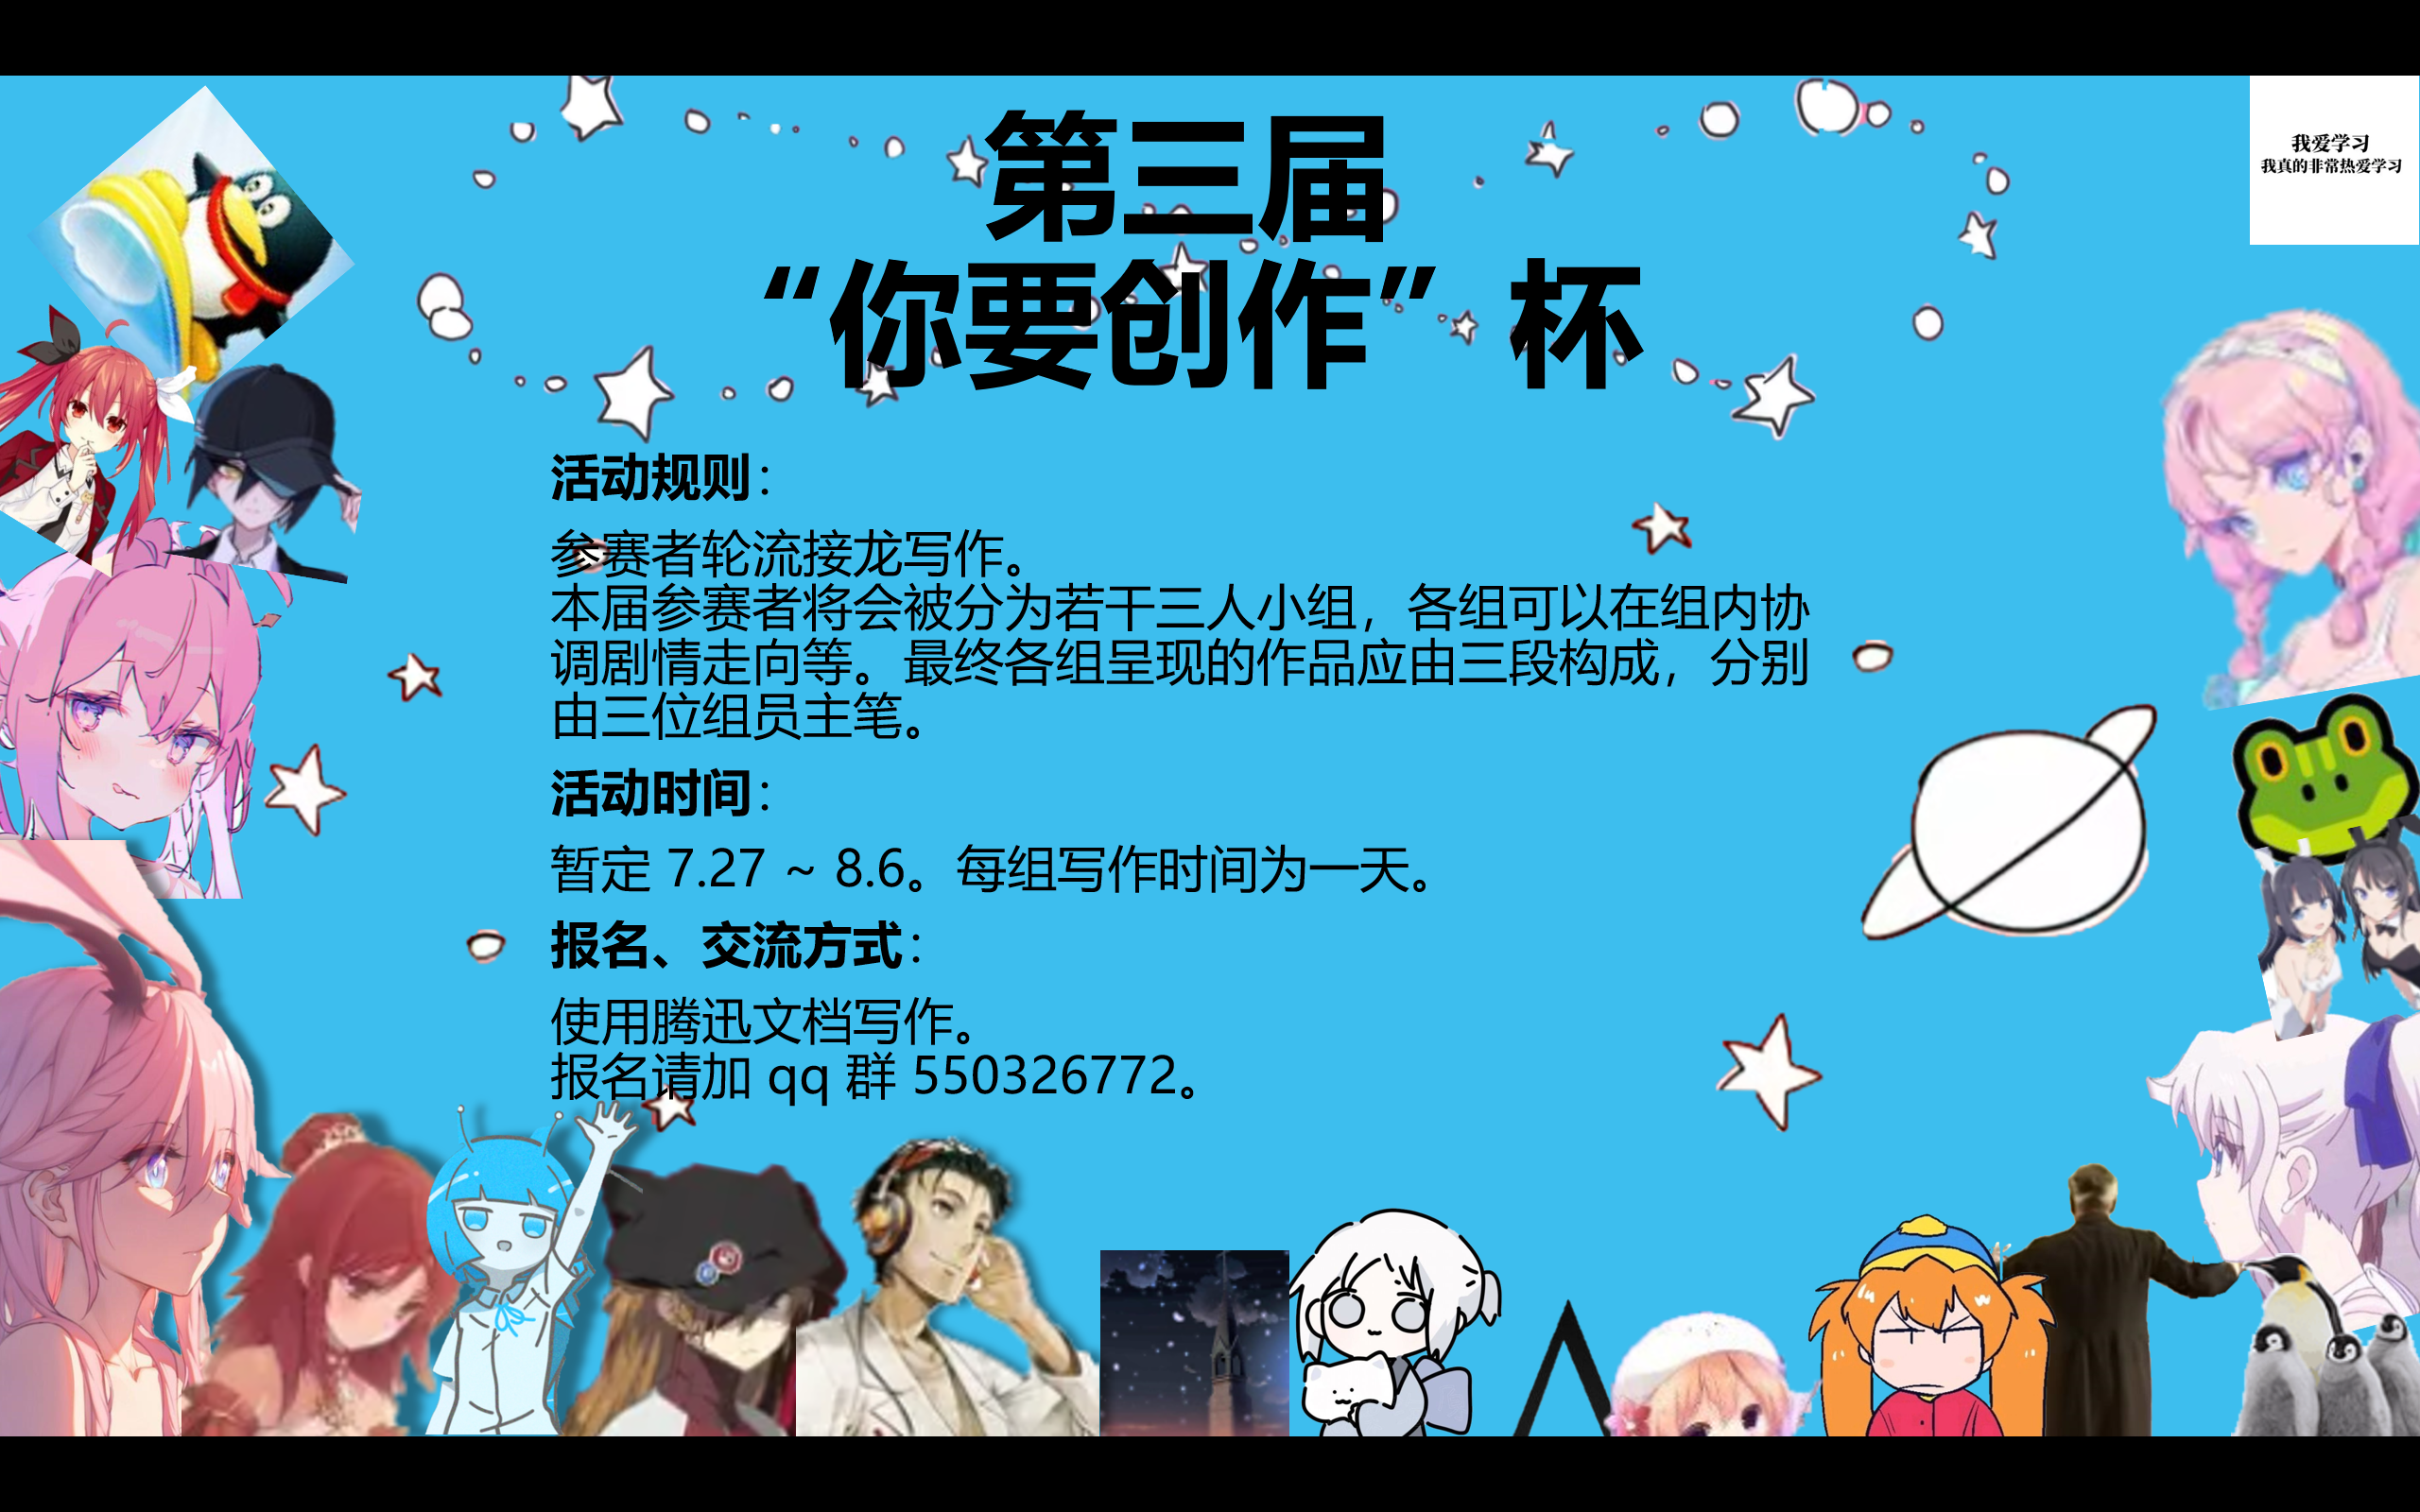 第三届
“你要创作”杯
我爱学习
我真的非常热爱学习
活动规则：
参赛者轮流接龙写作。
本届参赛者将会被分为若干三人小组，各组可以在组内协
调剧情走向等。最终各组呈现的作品应由三段构成，分别
由三位组员主笔。
活动时间：
暂定 7.27 ~ 8.6。每组写作时间为一天。
报名、交流方式：
使用腾迅文档写作。
报名请加 qq 群 550326772。